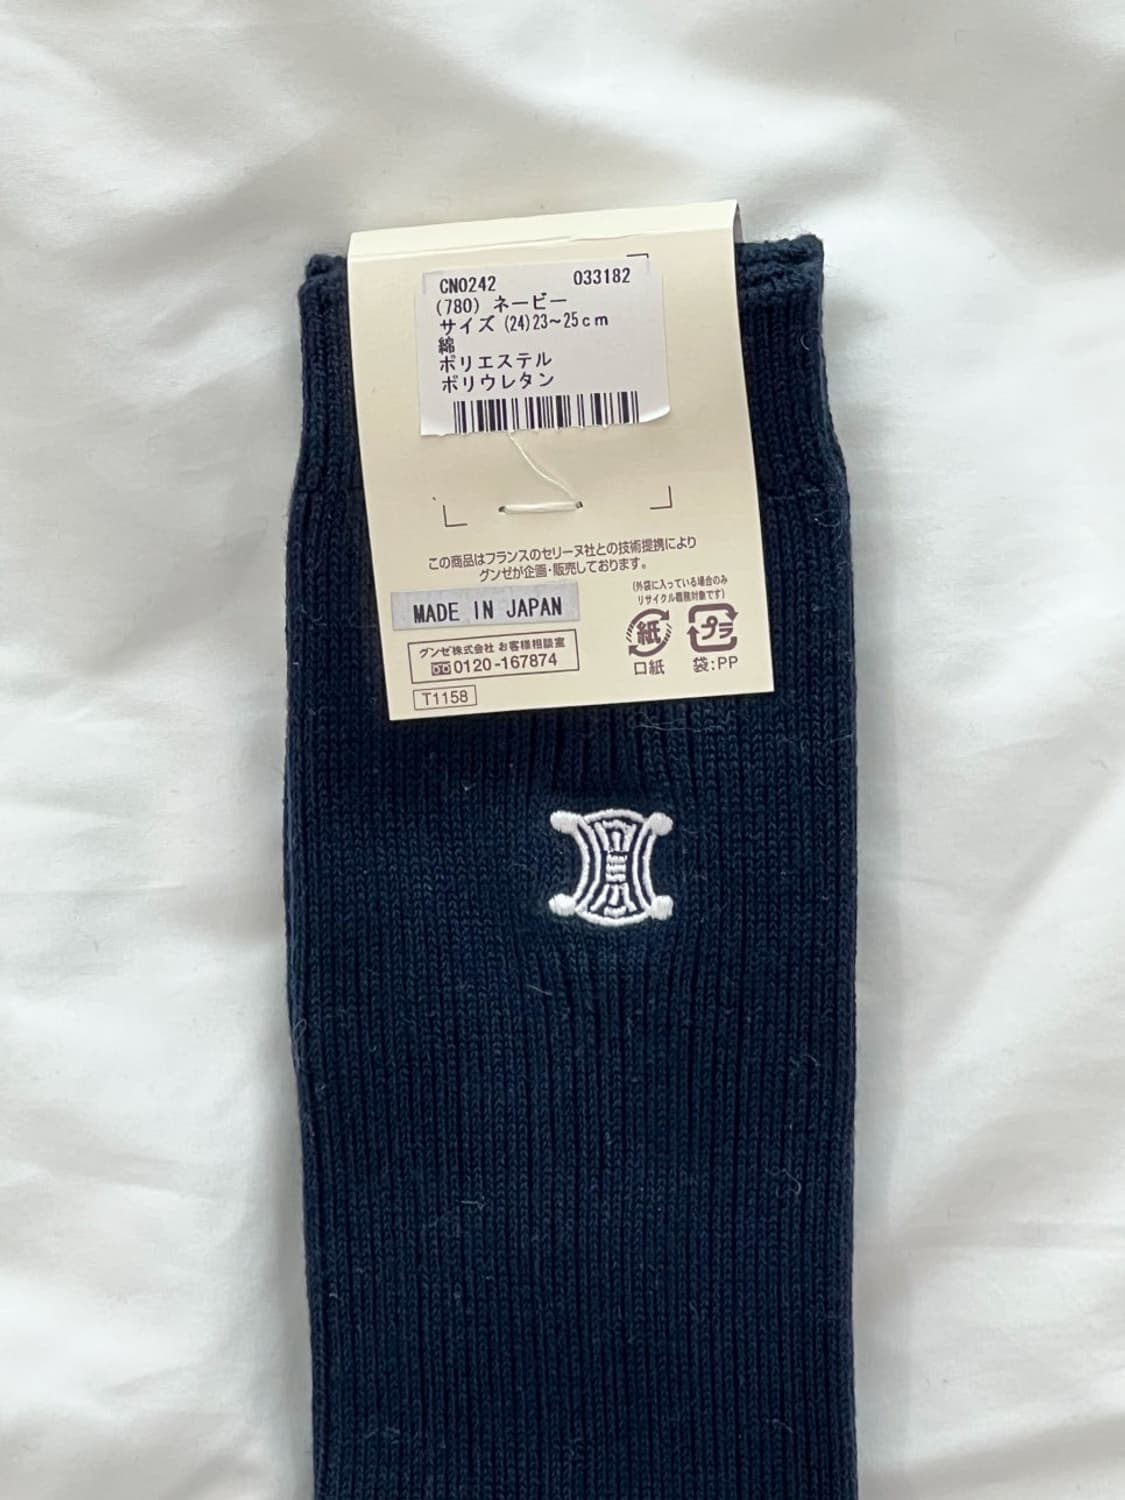 CN0242 033182
(780) ネービー
サイズ (24)23~25cm
綿
ポリエステル
ポリウレタン
この商品はフランスのセリーヌ社との技術提携により
グンゼが企画・販売しております。
(外袋に入っている場合のみ
リサイクル義務対象です)
MADE IN JAPAN
紙 プラ
口紙 袋:PP
グンゼ株式会社 お客様相談室
0120-167874
T1158